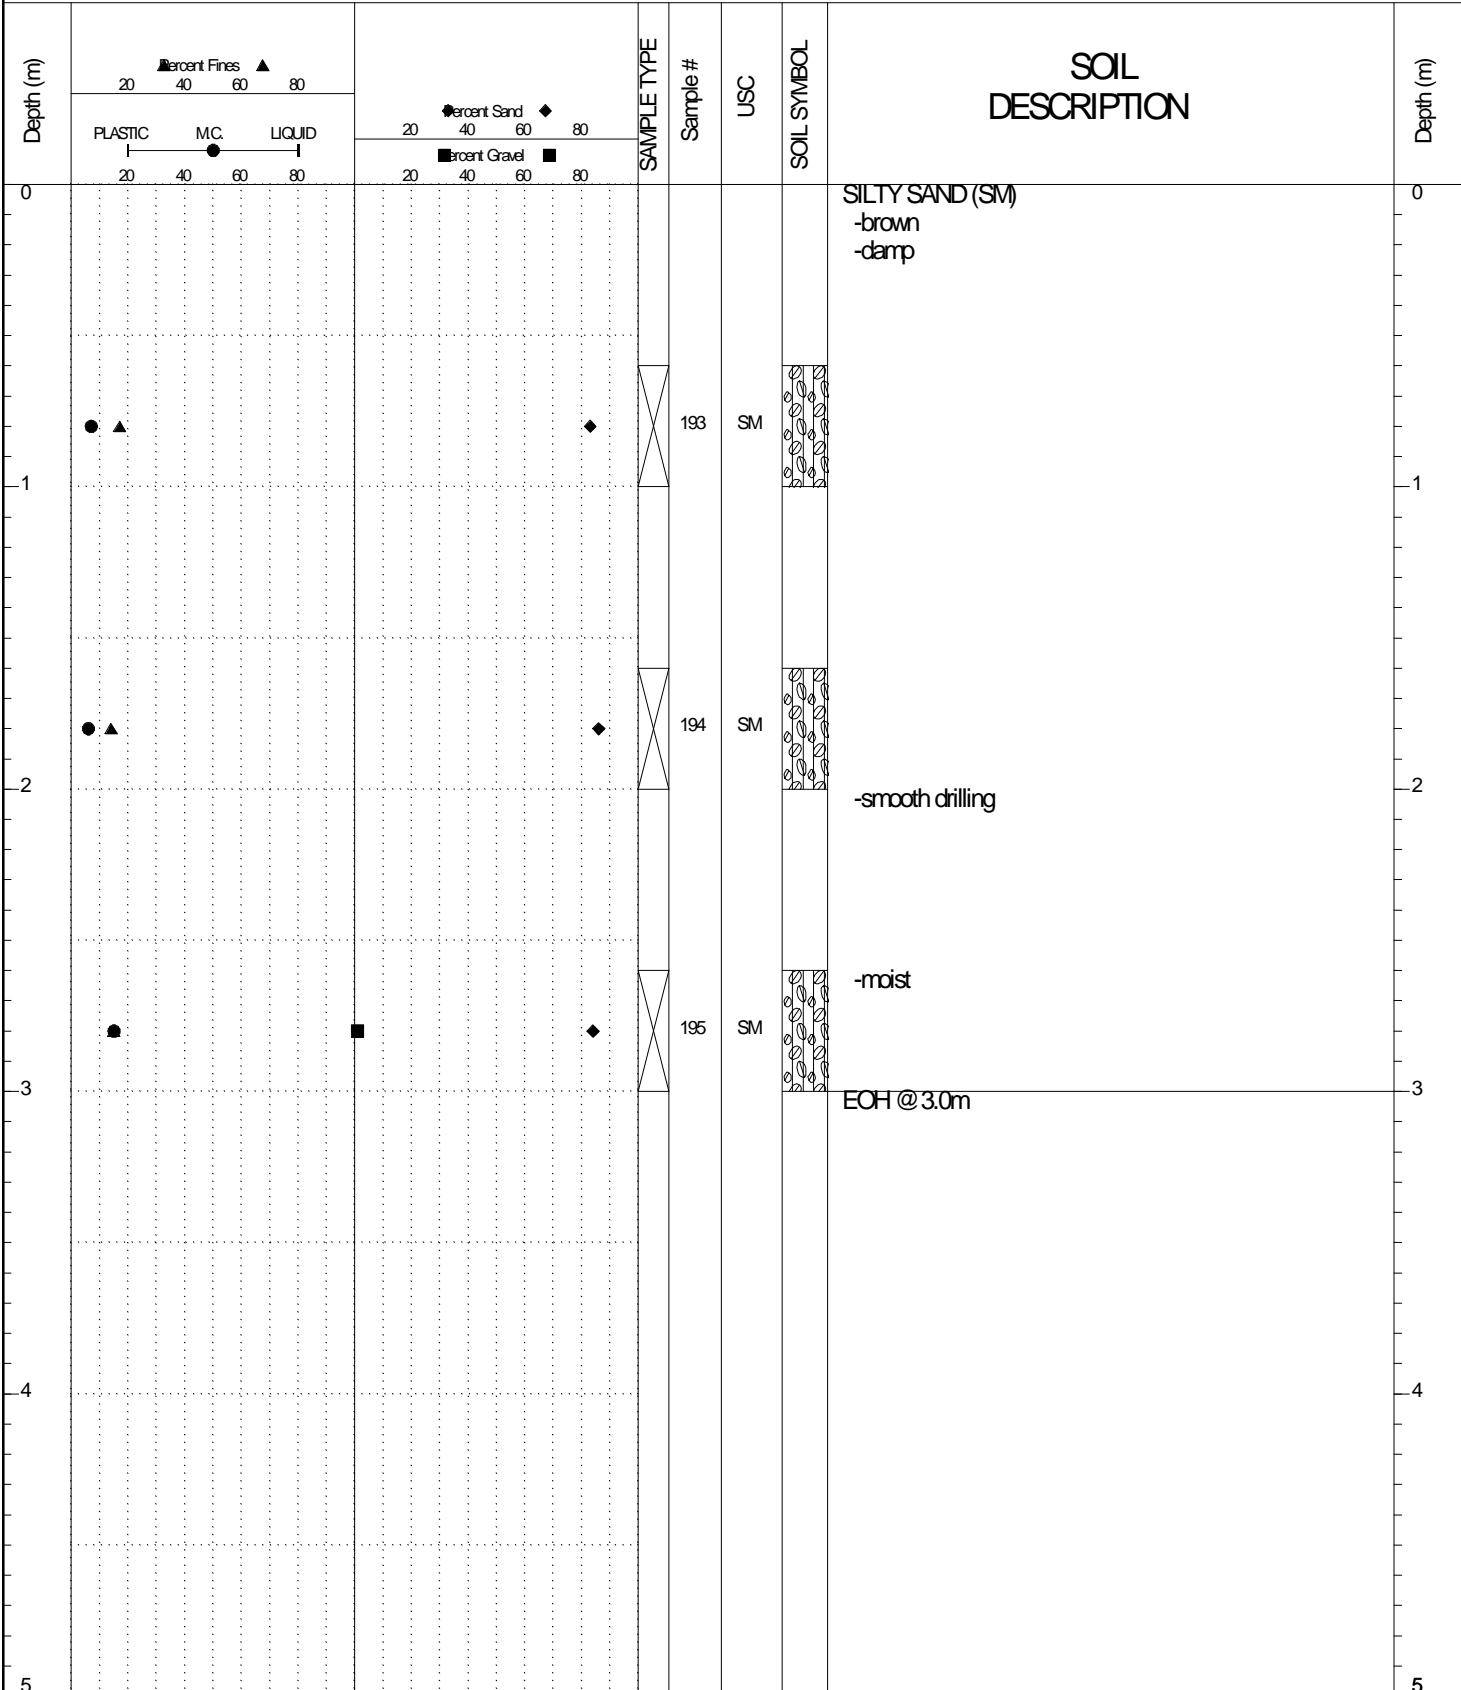 Depth (m)
Percent Fines
20 40 60 80
PLASTIC M.C. LIQUID
20 40 60 80
Percent Sand
20 40 60 80
Percent Gravel
20 40 60 80
SAMPLE TYPE
Sample #
USC
SOIL SYMBOL
SOIL
DESCRIPTION
Depth (m)
0 SILTY SAND (SM) 0
-brown
-damp
193 SM
1 1
194 SM
2 -smooth drilling 2
-moist
195 SM
3 EOH @ 3.0m 3
4 4
5 5